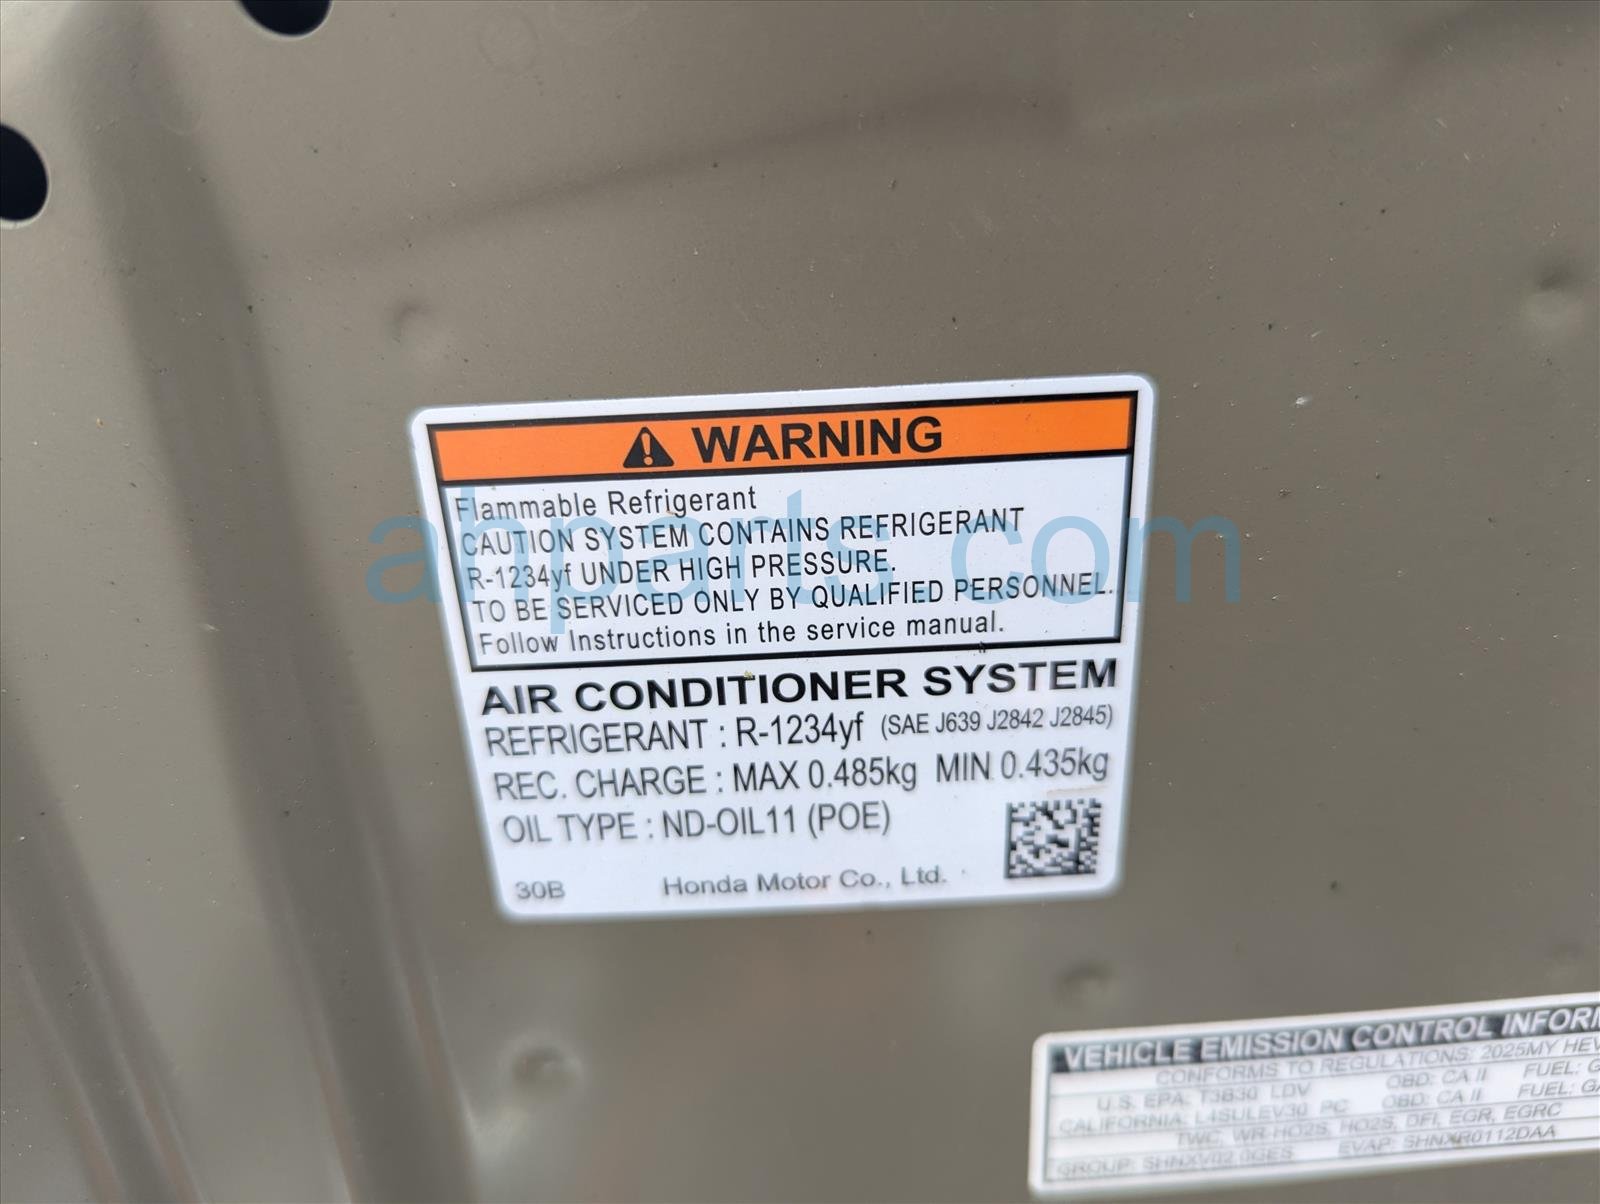 WARNING
Flammable Refrigerant
CAUTION SYSTEM CONTAINS REFRIGERANT
R-1234yf UNDER HIGH PRESSURE.
TO BE SERVICED ONLY BY QUALIFIED PERSONNEL.
Follow Instructions in the service manual.
AIR CONDITIONER SYSTEM
REFRIGERANT : R-1234yf (SAE J639 J2842 J2845)
REC. CHARGE : MAX 0.485kg MIN 0.435kg
OIL TYPE : ND-OIL11 (POE)
30B Honda Motor Co., Ltd.
ahparts.com
VEHICLE EMISSION CONTROL INFORM
CONFORMS TO REGULATIONS: 2025MY HEV
U.S. EPA: T3B30 LDV OBD: CA II FUEL: G
CALIFORNIA: L4SULEV30 PC OBD: CA II FUEL: GA
TWC, WR-HO2S, HO2S, DFI, EGR, EGRC
GROUP: SHNXV02.0GES EVAP: SHNXR0112DAA